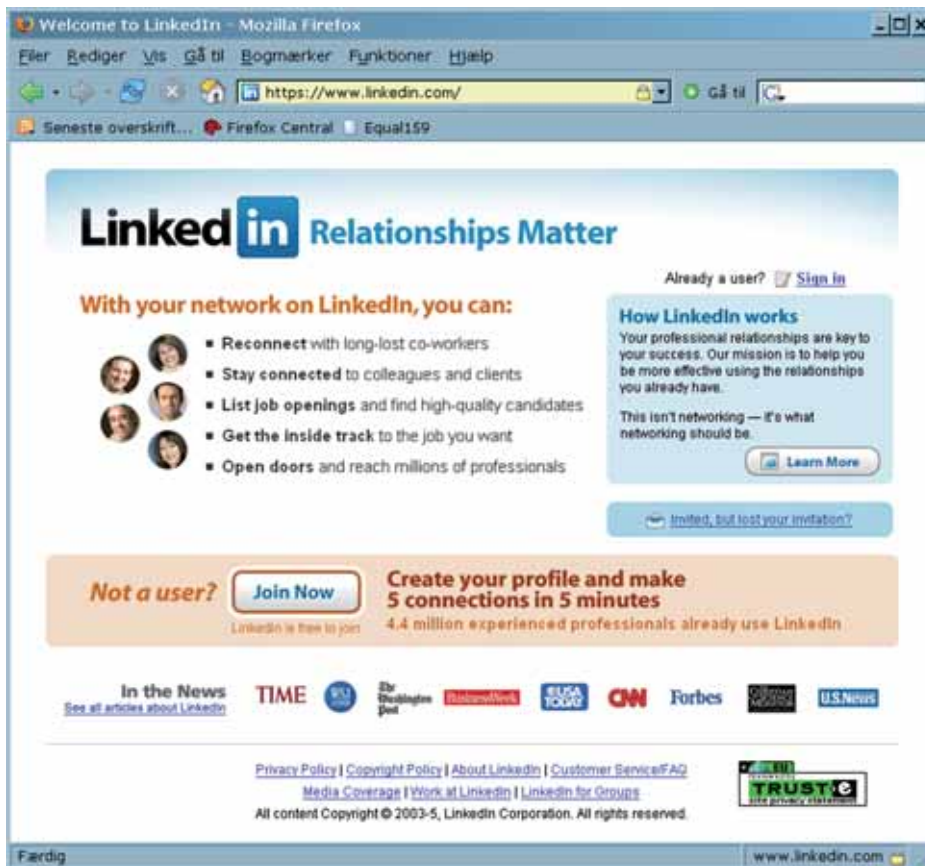 Welcome to LinkedIn - Mozilla Firefox
Filer Rediger Vis Gå til Bogmærker Funktioner Hjælp
https://www.linkedin.com/ Gå til
Seneste overskrift... Firefox Central Equal159
Linked in Relationships Matter
Already a user? Sign in
With your network on LinkedIn, you can:
Reconnect with long-lost co-workers
Stay connected to colleagues and clients
List job openings and find high-quality candidates
Get the inside track to the job you want
Open doors and reach millions of professionals
How LinkedIn works
Your professional relationships are key to
your success. Our mission is to help you
be more effective using the relationships
you already have.
This isn't networking — it's what
networking should be.
Learn More
Invited, but lost your invitation?
Not a user? Join Now
LinkedIn is free to join
Create your profile and make
5 connections in 5 minutes
4.4 million experienced professionals already use LinkedIn
In the News
See all articles about LinkedIn
TIME
The
Washington
Post
BusinessWeek
USA
TODAY
CNN
Forbes
U.S.News
Privacy Policy | Copyright Policy | About LinkedIn | Customer Service/FAQ
Media Coverage | Work at LinkedIn | LinkedIn for Groups
All content Copyright © 2003-5, LinkedIn Corporation. All rights reserved.
EU
TRUSTe
site privacy statement
Færdig
www.linkedin.com